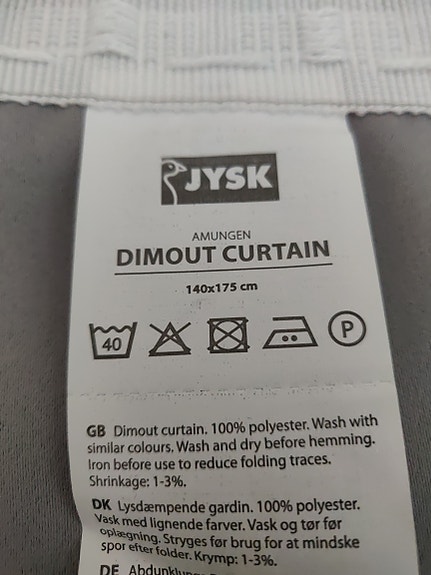 JYSK
AMUNGEN
DIMOUT CURTAIN
140x175 cm
40
P
GB Dimout curtain. 100% polyester. Wash with
similar colours. Wash and dry before hemming.
Iron before use to reduce folding traces.
Shrinkage: 1-3%.
DK Lysdæmpende gardin. 100% polyester.
Vask med lignende farver. Vask og tør før
oplægning. Stryges før brug for at mindske
spor efter folder. Krymp: 1-3%.
DE